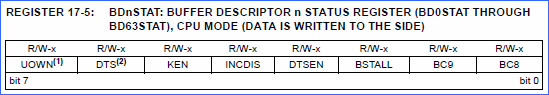 REGISTER 17-5: BDnSTAT: BUFFER DESCRIPTOR n STATUS REGISTER (BD0STAT THROUGH
BD63STAT), CPU MODE (DATA IS WRITTEN TO THE SIDE)
R/W-x R/W-x R/W-x R/W-x R/W-x R/W-x R/W-x R/W-x
UOWN(1) DTS(2) KEN INCDIS DTSEN BSTALL BC9 BC8
bit 7 bit 0